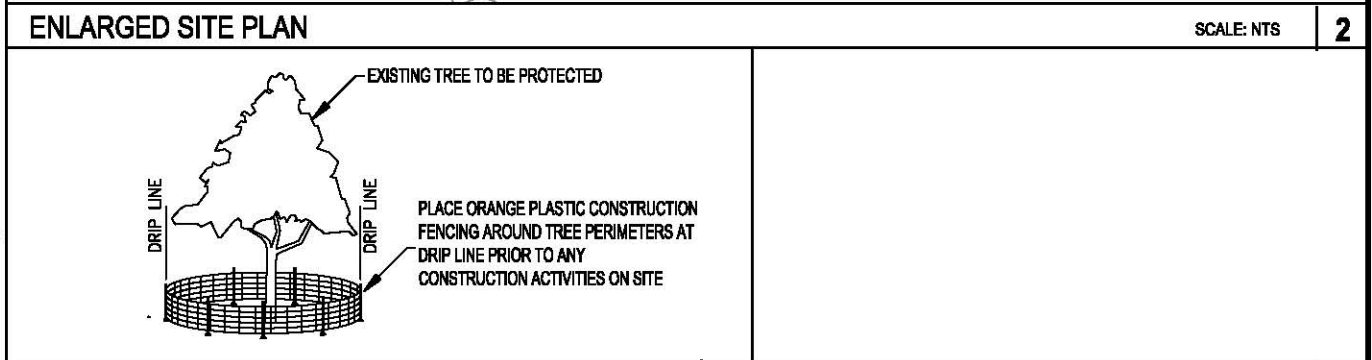 ENLARGED SITE PLAN
SCALE: NTS
2
EXISTING TREE TO BE PROTECTED
DRIP LINE
DRIP LINE
PLACE ORANGE PLASTIC CONSTRUCTION
FENCING AROUND TREE PERIMETERS AT
DRIP LINE PRIOR TO ANY
CONSTRUCTION ACTIVITIES ON SITE